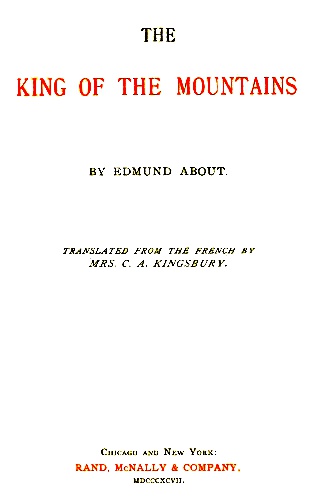 THE
KING OF THE MOUNTAINS
BY EDMUND ABOUT.
TRANSLATED FROM THE FRENCH BY
MRS. C. A. KINGSBURY.
CHICAGO AND NEW YORK:
RAND, McNALLY & COMPANY,
MDCCCXCVII.